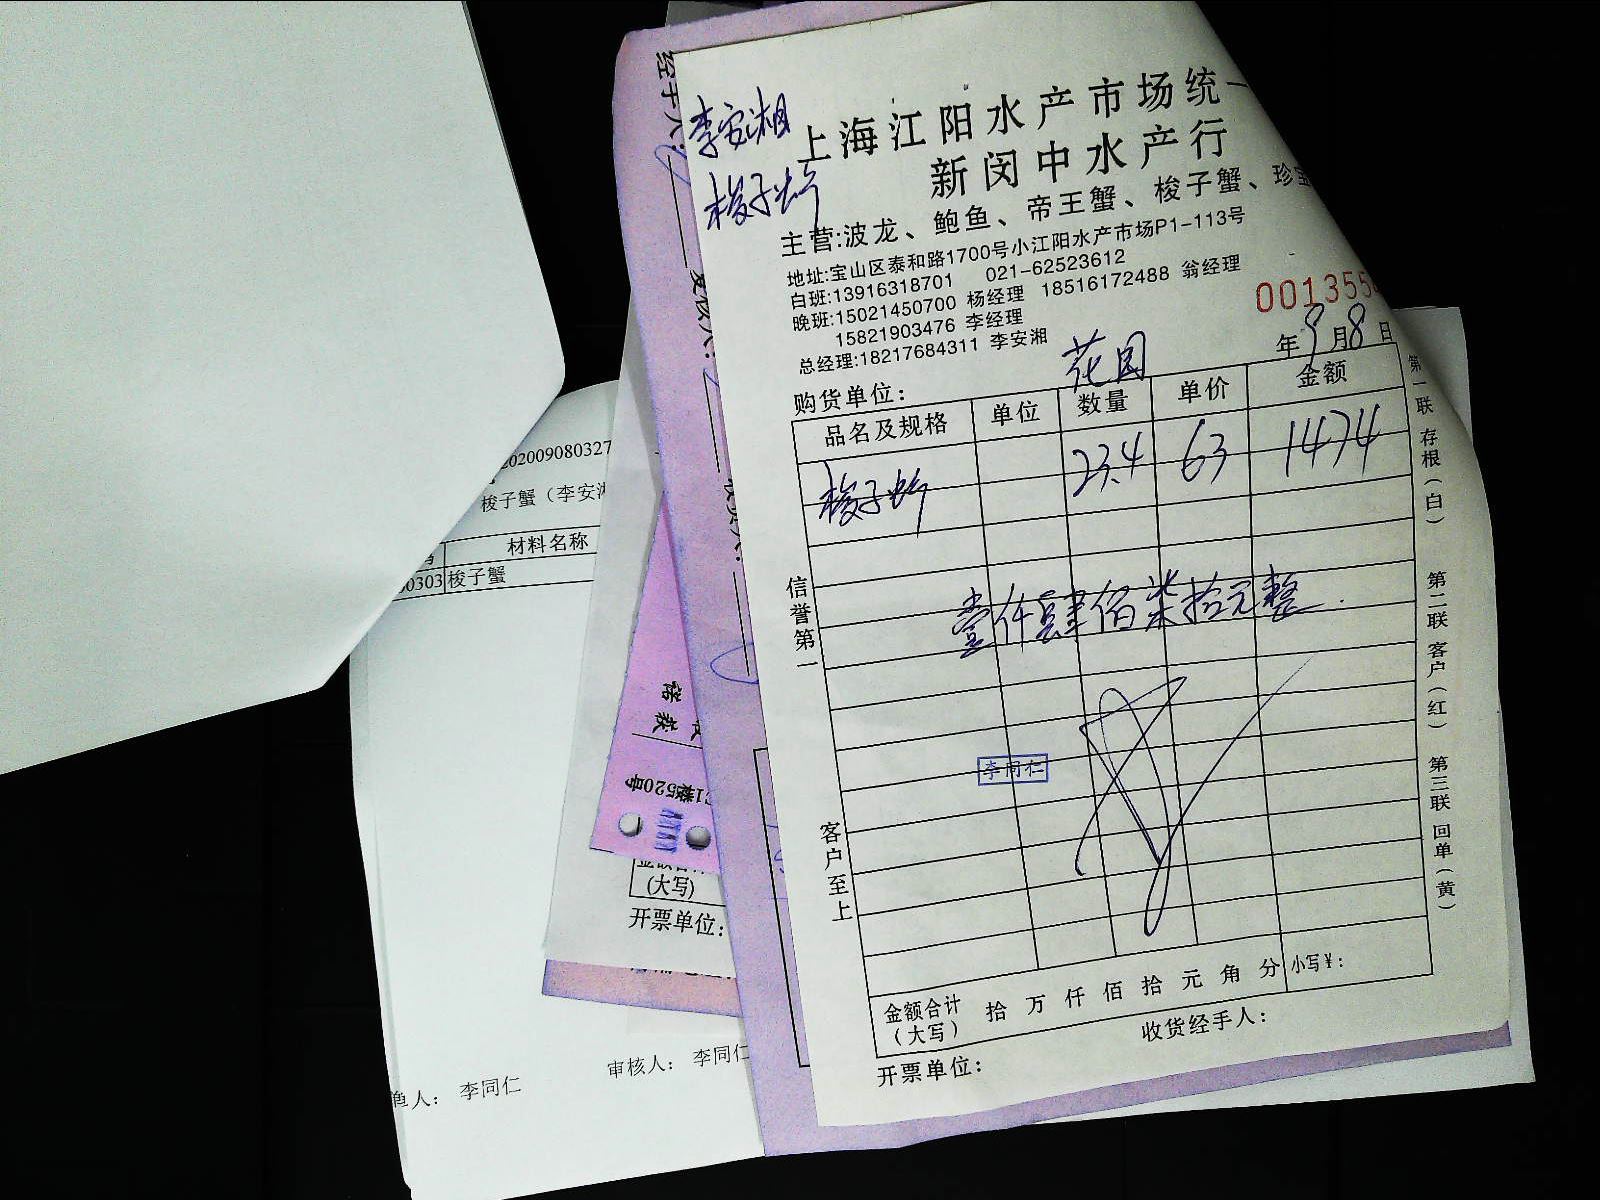 李安湘
梭子蟹
上海江阳水产市场统一
新闵中水产行
主营:波龙、鲍鱼、帝王蟹、梭子蟹、珍宝
地址:宝山区泰和路1700号小江阳水产市场P1-113号
白班:13916318701 021-62523612
晚班:15021450700 杨经理 18516172488 翁经理
15821903476 李经理
总经理:18217684311 李安湘
001355
年9月8日
购货单位: 花园
品名及规格 单位 数量 单价 金额
梭子蟹 23.4 63 1474
壹仟肆佰柒拾元整.
李同仁
信誉第一
客户至上
第一联 存根(白)
第二联 客户(红)
第三联 回单(黄)
金额合计(大写) 拾 万 仟 佰 拾 元 角 分 小写¥:
开票单位: 收货经手人:
经手人:
202009080327
梭子蟹(李安湘
材料名称
0303 梭子蟹
楼520号
(大写)
开票单位:
单人: 李同仁
审核人: 李同仁